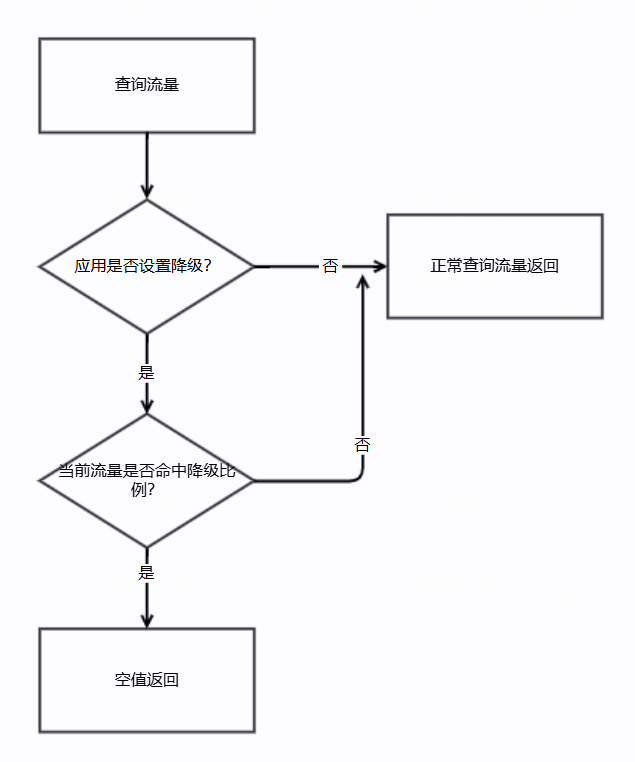 查询流量
应用是否设置降级?
否
正常查询流量返回
是
否
当前流量是否命中降级比
例?
是
空值返回